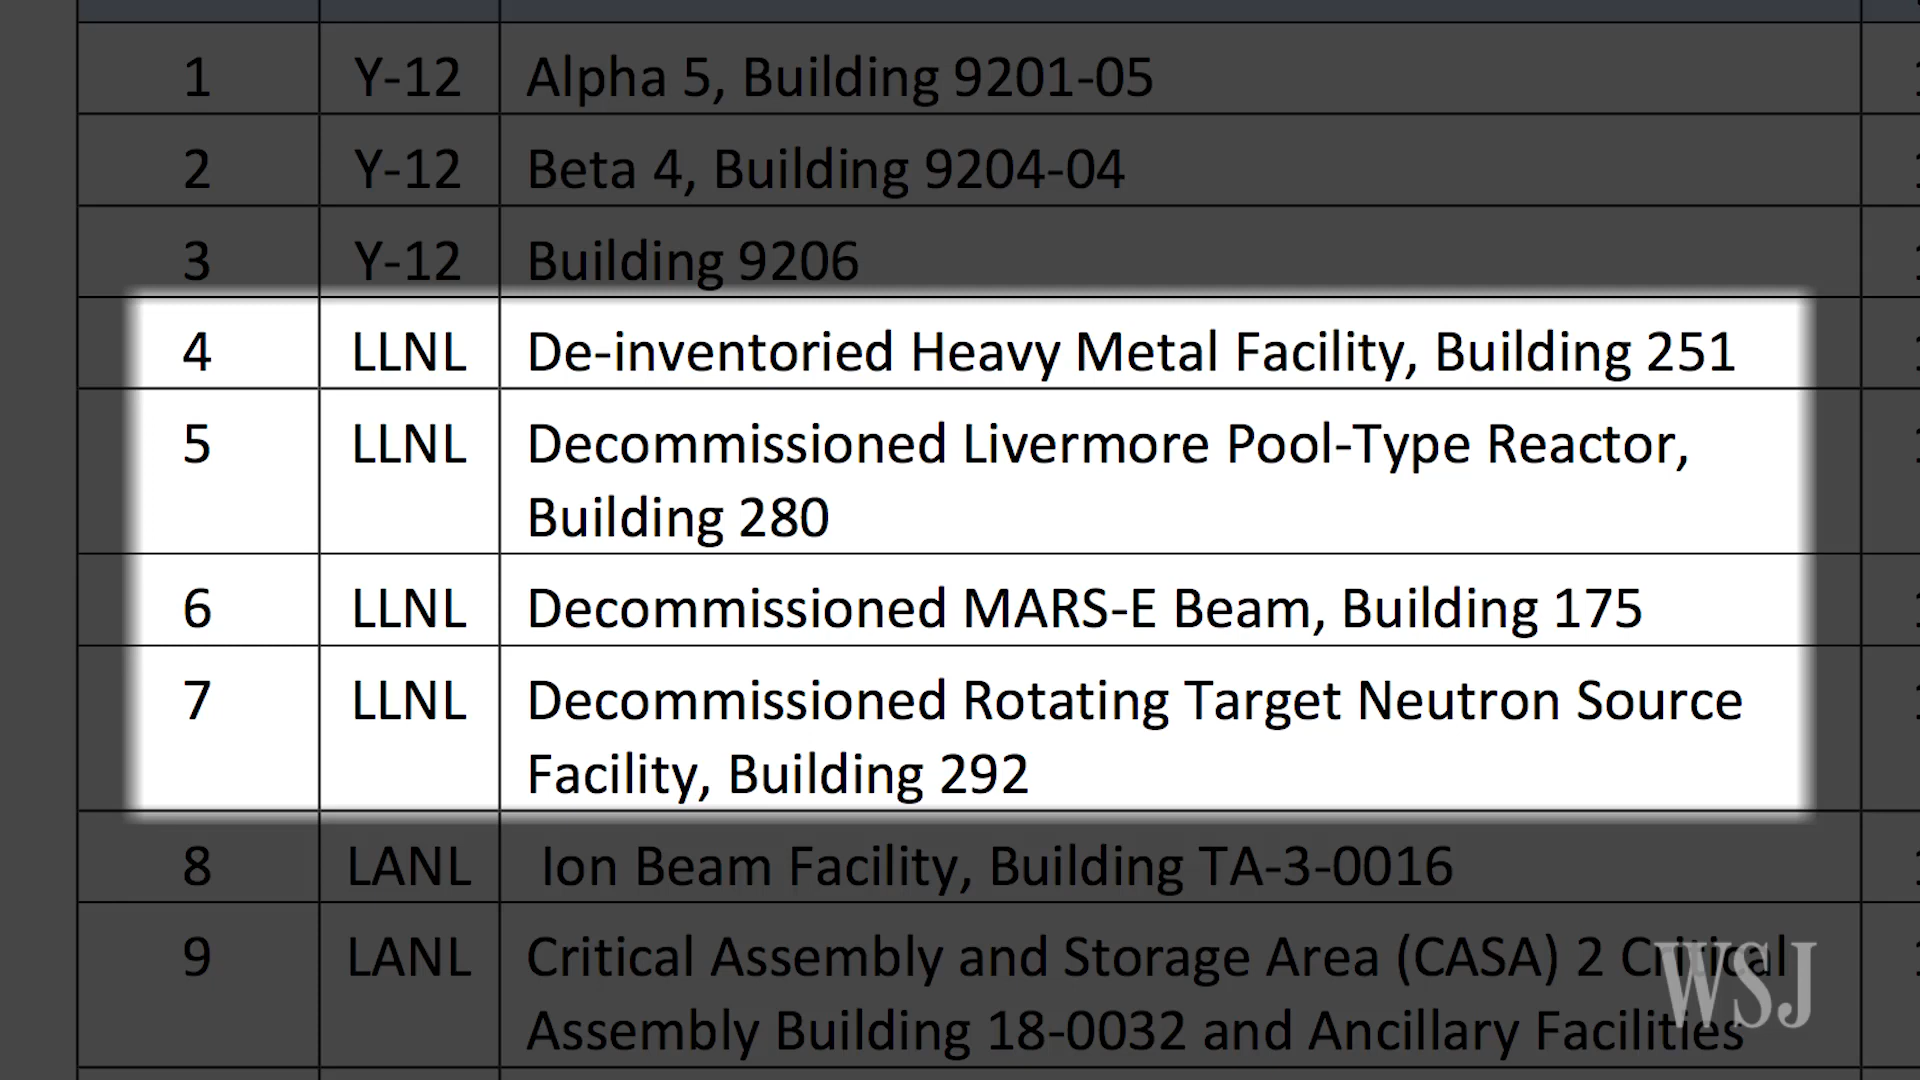 1 Y-12 Alpha 5, Building 9201-05
2 Y-12 Beta 4, Building 9204-04
3 Y-12 Building 9206
4 LLNL De-inventoried Heavy Metal Facility, Building 251
5 LLNL Decommissioned Livermore Pool-Type Reactor,
Building 280
6 LLNL Decommissioned MARS-E Beam, Building 175
7 LLNL Decommissioned Rotating Target Neutron Source
Facility, Building 292
8 LANL Ion Beam Facility, Building TA-3-0016
9 LANL Critical Assembly and Storage Area (CASA) 2 Critical
Assembly Building 18-0032 and Ancillary Facilities
WSJ